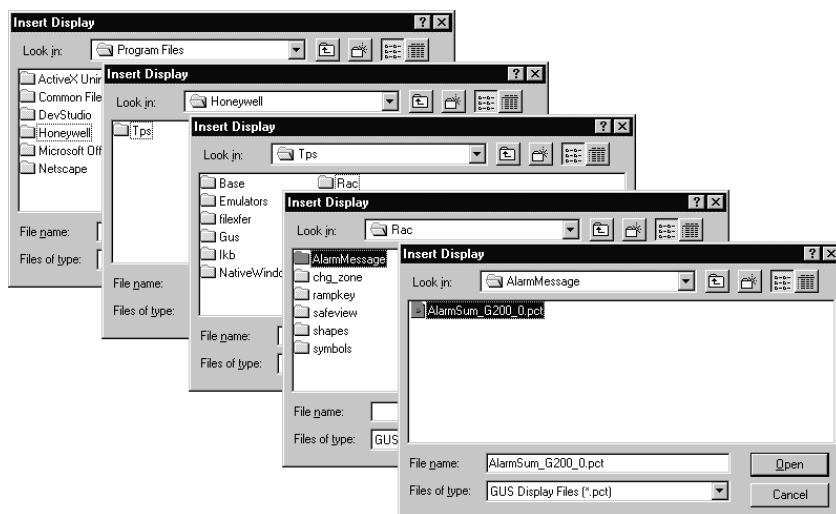 Insert Display
Look in: Program Files
ActiveX Unin
Common File
DevStudio
Honeywell
Microsoft Off
Netscape
File name:
Files of type:
Insert Display
Look in: Honeywell
Tps
File name:
Files of type:
Insert Display
Look in: Tps
Base
Emulators
filexfer
Gus
lkb
NativeWindo
Rac
File name:
Files of type:
Insert Display
Look in: Rac
AlarmMessage
chg_zone
rampkey
safeview
shapes
symbols
File name:
Files of type: GUS
Insert Display
Look in: AlarmMessage
AlarmSum_G200_0.pct
File name: AlarmSum_G200_0.pct Open
Files of type: GUS Display Files (*.pct) Cancel